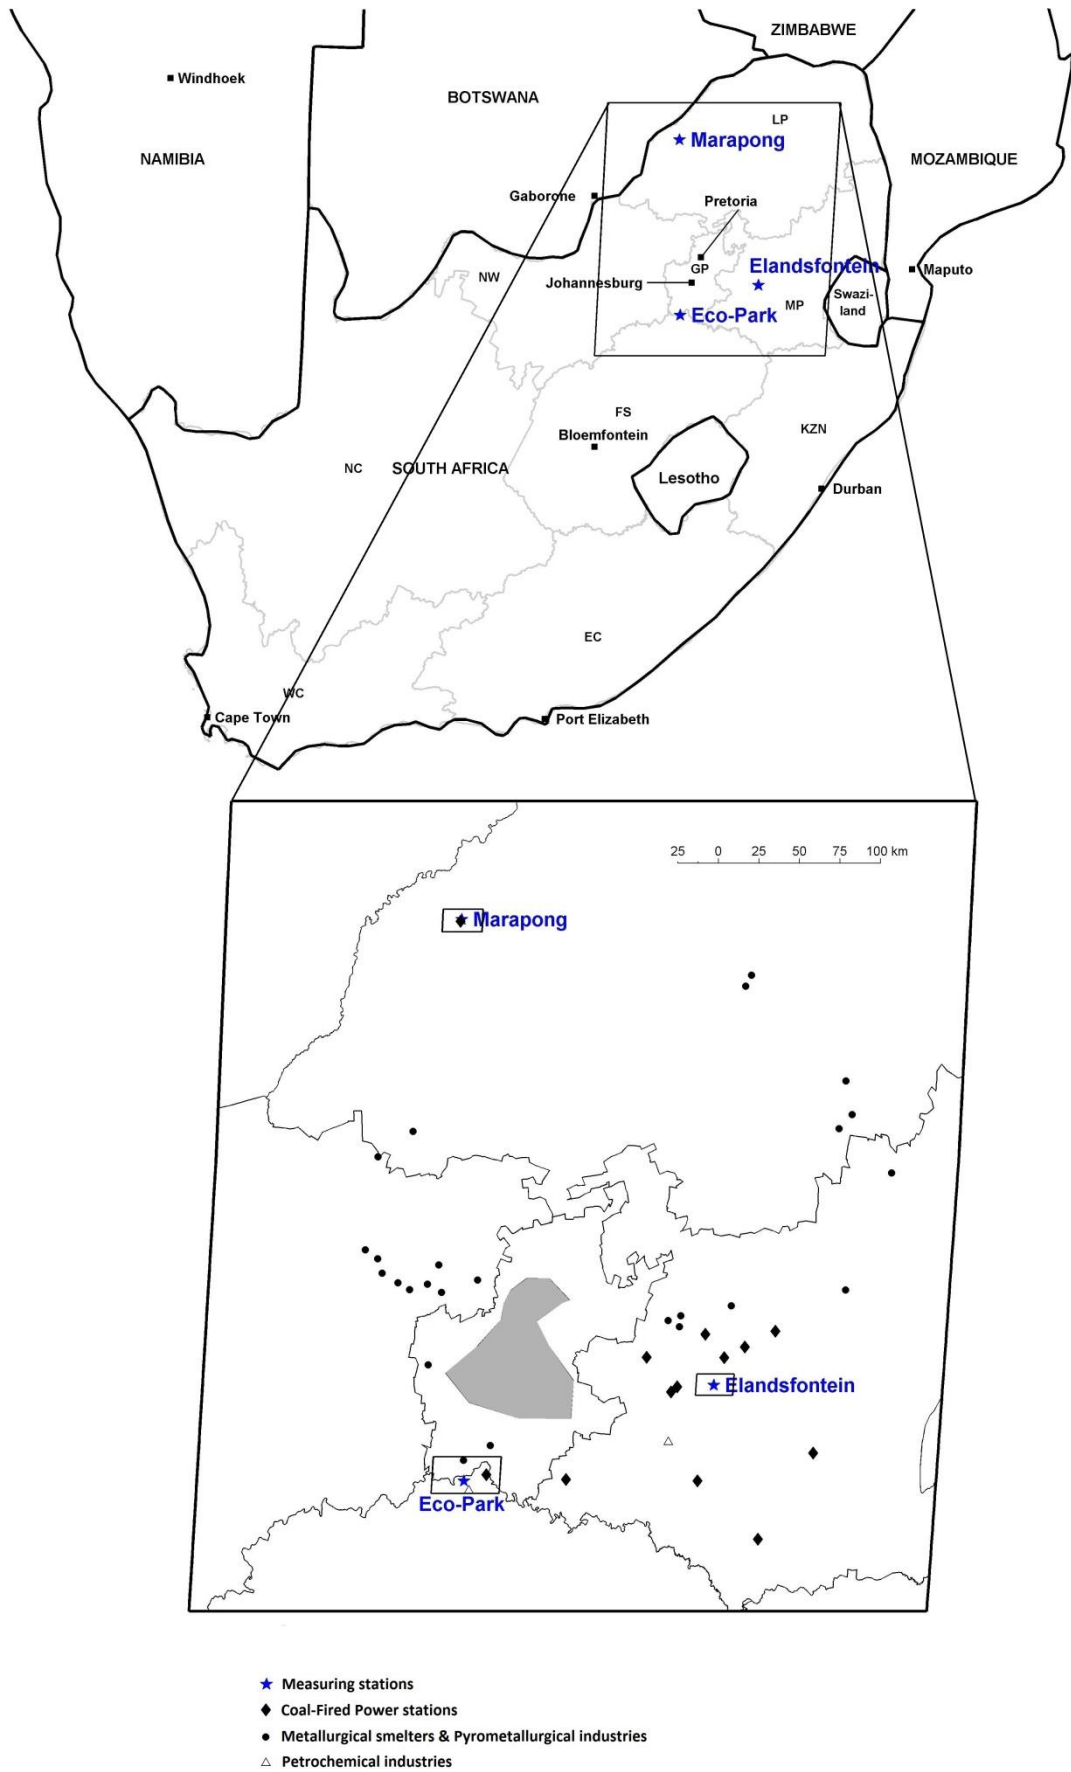 ZIMBABWE
Windhoek
BOTSWANA
LP
Marapong
NAMIBIA
MOZAMBIQUE
Gaborone
Pretoria
Elandsfontein
Maputo
GP
NW
Johannesburg
Swazi-
land
MP
Eco-Park
FS
KZN
Bloemfontein
NC
SOUTH AFRICA
Lesotho
Durban
EC
WC
Cape Town
Port Elizabeth
25 0 25 50 75 100 km
Marapong
Elandsfontein
Eco-Park
Measuring stations
Coal-Fired Power stations
Metallurgical smelters & Pyrometallurgical industries
Petrochemical industries